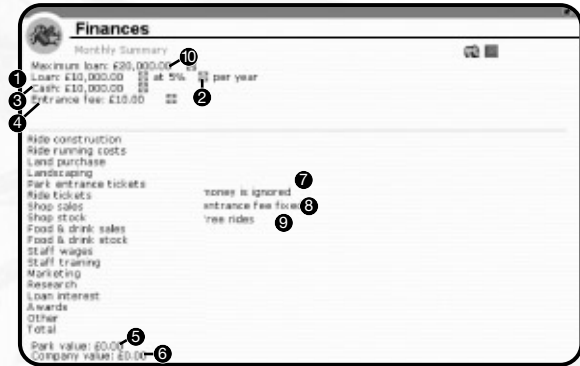 Finances
Monthly Summary
Maximum loan: £20,000.00 10
1 Loan: £10,000.00 at 5% 2 per year
3 Cash: £10,000.00
4 Entrance fee: £10.00
Ride construction
Ride running costs
Land purchase
Landscaping
Park entrance tickets
Ride tickets money is ignored 7
Shop sales entrance fee fixed 8
Shop stock free rides 9
Food & drink sales
Food & drink stock
Staff wages
Staff training
Marketing
Research
Loan interest
Awards
Other
Total
Park value: £0.00 5
Company value: £0.00 6